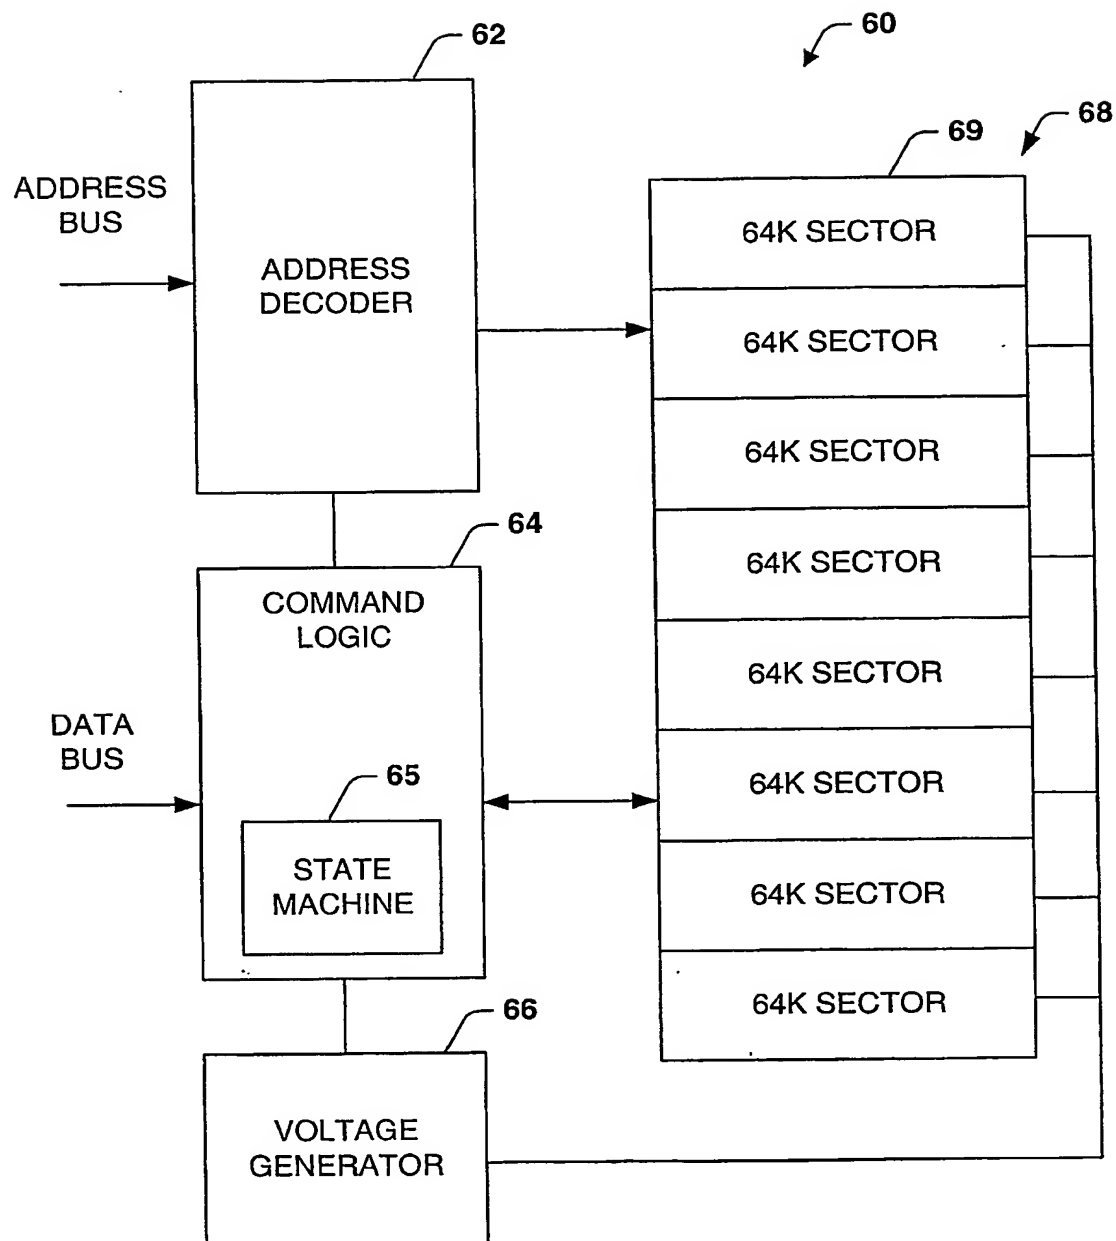 62
60
68
69
ADDRESS
BUS
ADDRESS
DECODER
64K SECTOR
64K SECTOR
64K SECTOR
64K SECTOR
64K SECTOR
64K SECTOR
64K SECTOR
64K SECTOR
64
COMMAND
LOGIC
DATA
BUS
65
STATE
MACHINE
66
VOLTAGE
GENERATOR